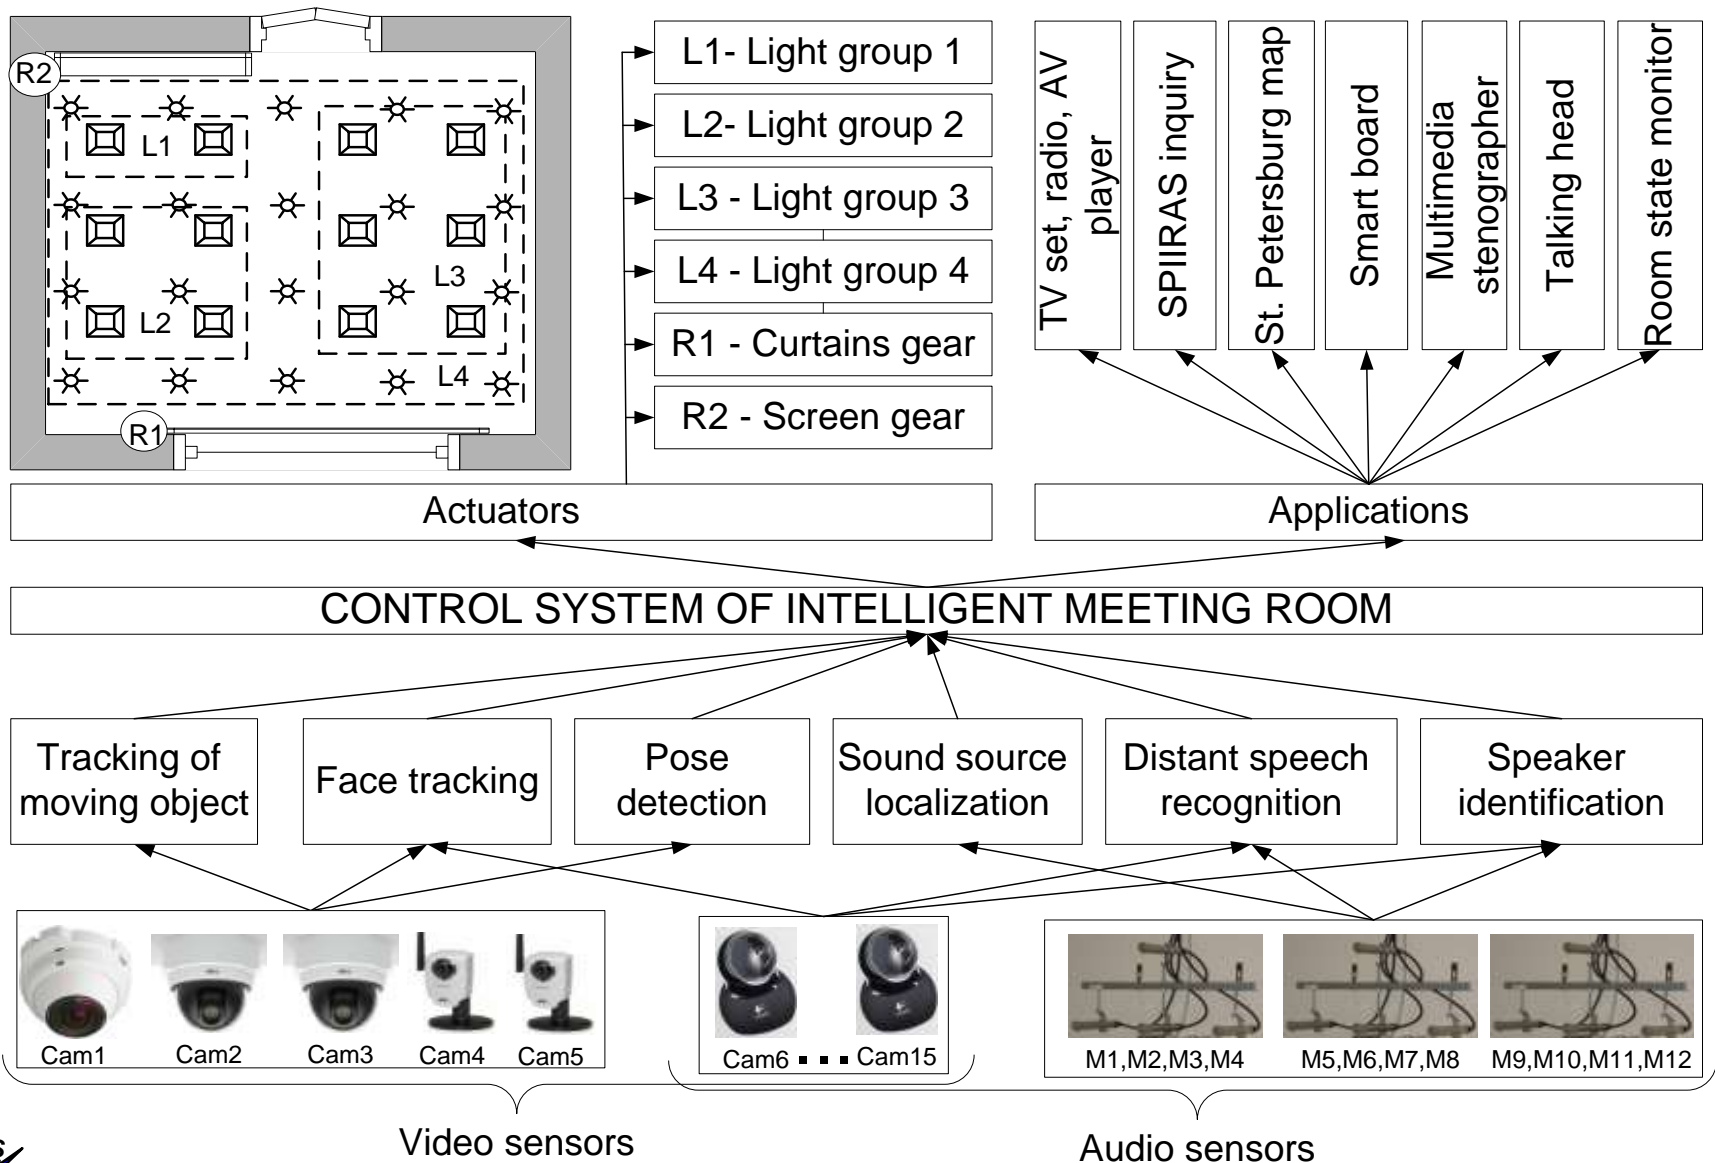 R2
L1
L2
L3
L4
R1
L1- Light group 1
L2- Light group 2
L3 - Light group 3
L4 - Light group 4
R1 - Curtains gear
R2 - Screen gear
TV set, radio, AV
player
SPIIRAS inquiry
St. Petersburg map
Smart board
Multimedia
stenographer
Talking head
Room state monitor
Actuators
Applications
CONTROL SYSTEM OF INTELLIGENT MEETING ROOM
Tracking of
moving object
Face tracking
Pose
detection
Sound source
localization
Distant speech
recognition
Speaker
identification
Cam1
Cam2
Cam3
Cam4
Cam5
Cam6
Cam15
M1,M2,M3,M4
M5,M6,M7,M8
M9,M10,M11,M12
Video sensors
Audio sensors